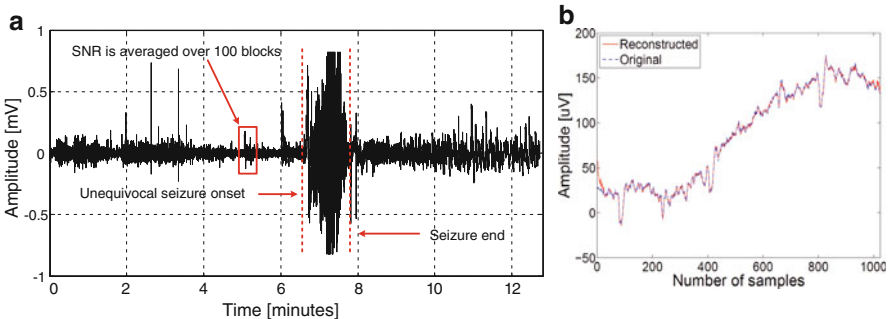 a
SNR is averaged over 100 blocks
Unequivocal seizure onset
Seizure end
Amplitude [mV]
1
0.5
0
-0.5
-1
0
2
4
6
8
10
12
Time [minutes]
b
Reconstructed
Original
Amplitude [uV]
200
150
100
50
0
−50
0
200
400
600
800
1000
Number of samples